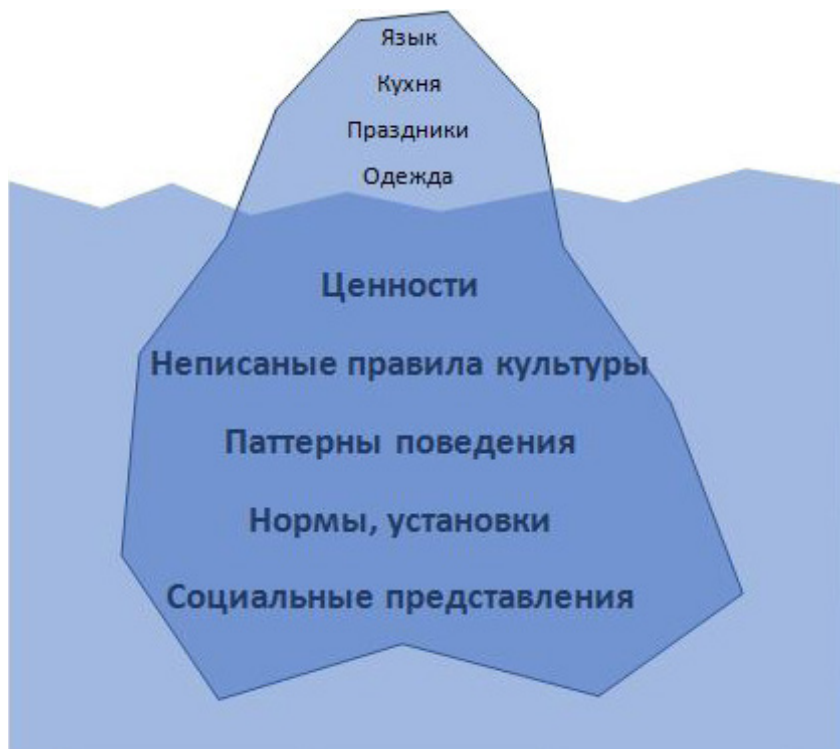 Язык
Кухня
Праздники
Одежда
Ценности
Неписаные правила культуры
Паттерны поведения
Нормы, установки
Социальные представления